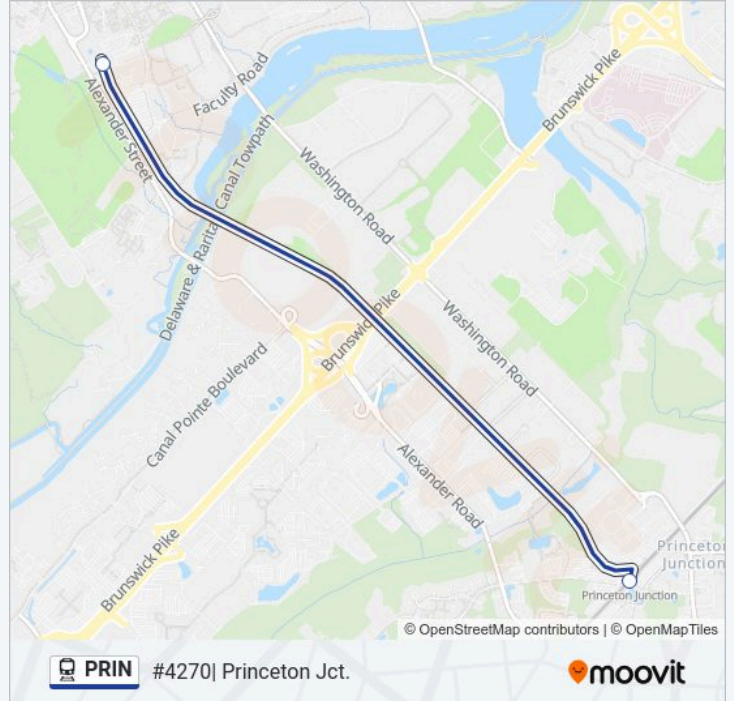 Faculty Road
Brunswick Pike
Alexander Street
Delaware & Raritan Canal Towpath
Washington Road
Brunswick Pike
Washington Road
Canal Pointe Boulevard
Alexander Road
Brunswick Pike
Princeton
Junction
Princeton Junction
© OpenStreetMap contributors | © OpenMapTiles
PRIN #4270| Princeton Jct. moovit